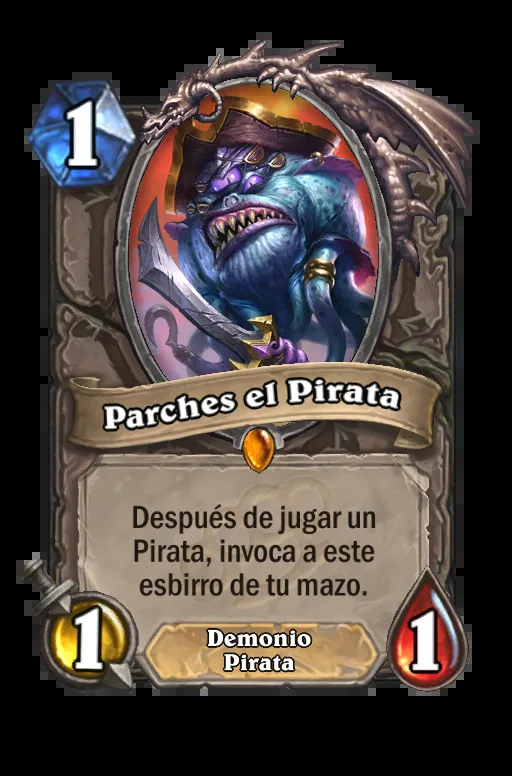 1
Parches el Pirata
Después de jugar un
Pirata, invoca a este
esbirro de tu mazo.
1
Demonio
Pirata
1